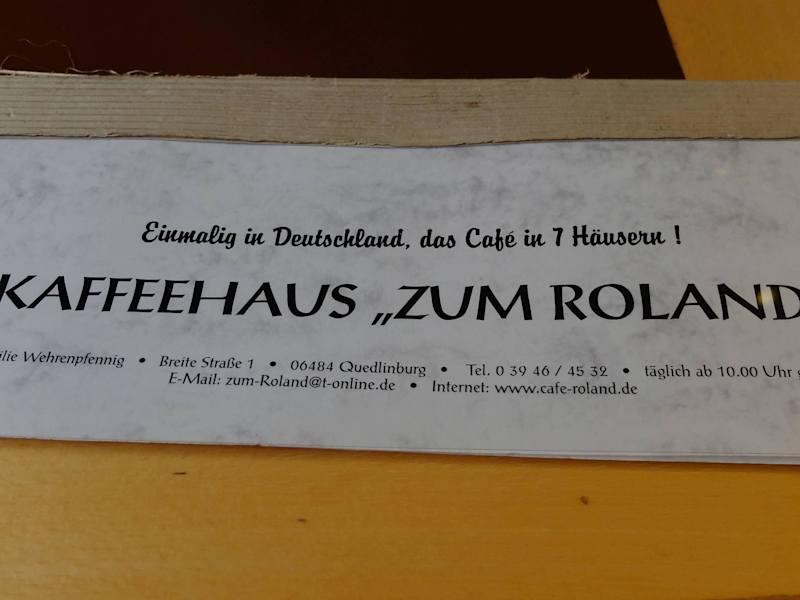 Einmalig in Deutschland, das Café in 7 Häusern !
KAFFEEHAUS „ZUM ROLAND
Wehrenpfennig • Breite Straße 1 • 06484 Quedlinburg • Tel. 0 39 46 / 45 32 • täglich ab 10.00 Uhr
E-Mail: zum-Roland@t-online.de • Internet: www.cafe-roland.de